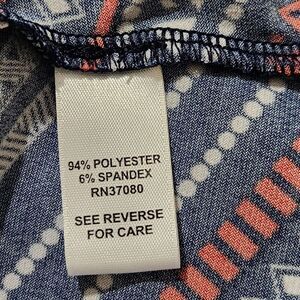 94% POLYESTER
6% SPANDEX
RN37080
SEE REVERSE
FOR CARE